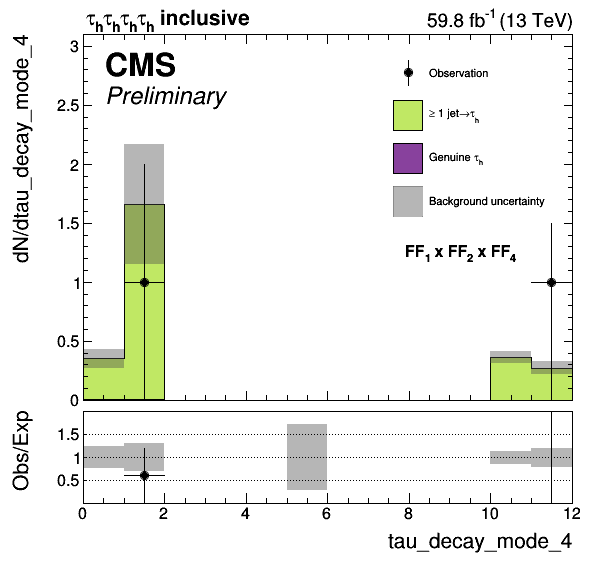 τhτhτhτh inclusive
59.8 fb⁻¹ (13 TeV)
CMS
Preliminary
dN/dtau_decay_mode_4
3
2.5
2
1.5
1
0.5
0
Observation
≥ 1 jet→τh
Genuine τh
Background uncertainty
FF₁ x FF₂ x FF₄
Obs/Exp
1.5
1
0.5
0 2 4 6 8 10 12
tau_decay_mode_4